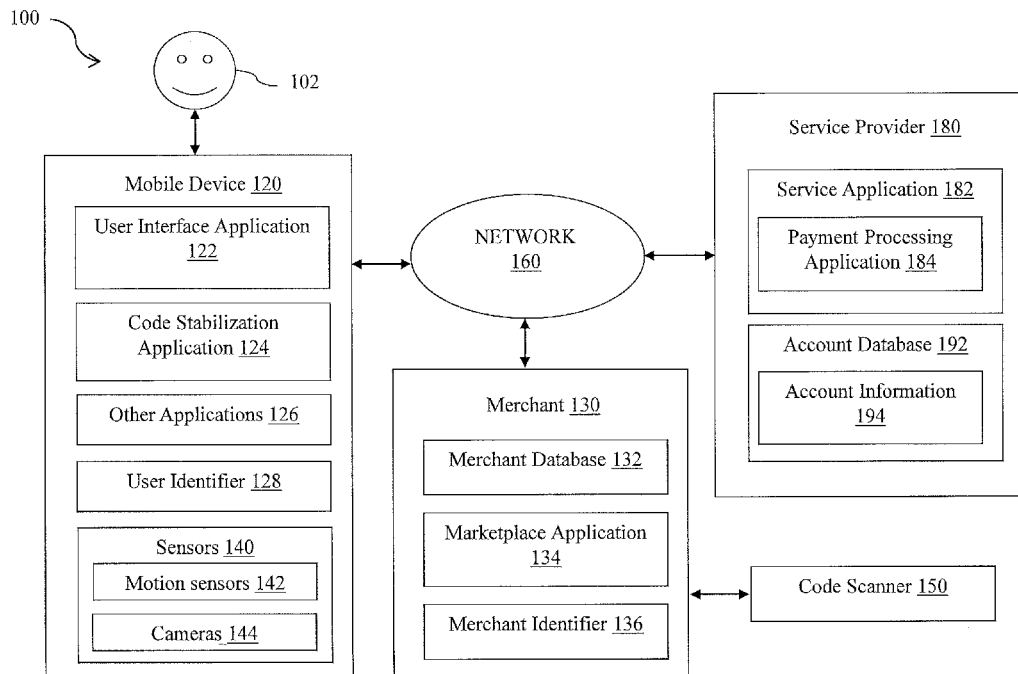 100
102
Mobile Device 120
User Interface Application
122
Code Stabilization
Application 124
Other Applications 126
User Identifier 128
Sensors 140
Motion sensors 142
Cameras 144
NETWORK
160
Merchant 130
Merchant Database 132
Marketplace Application
134
Merchant Identifier 136
Service Provider 180
Service Application 182
Payment Processing
Application 184
Account Database 192
Account Information
194
Code Scanner 150